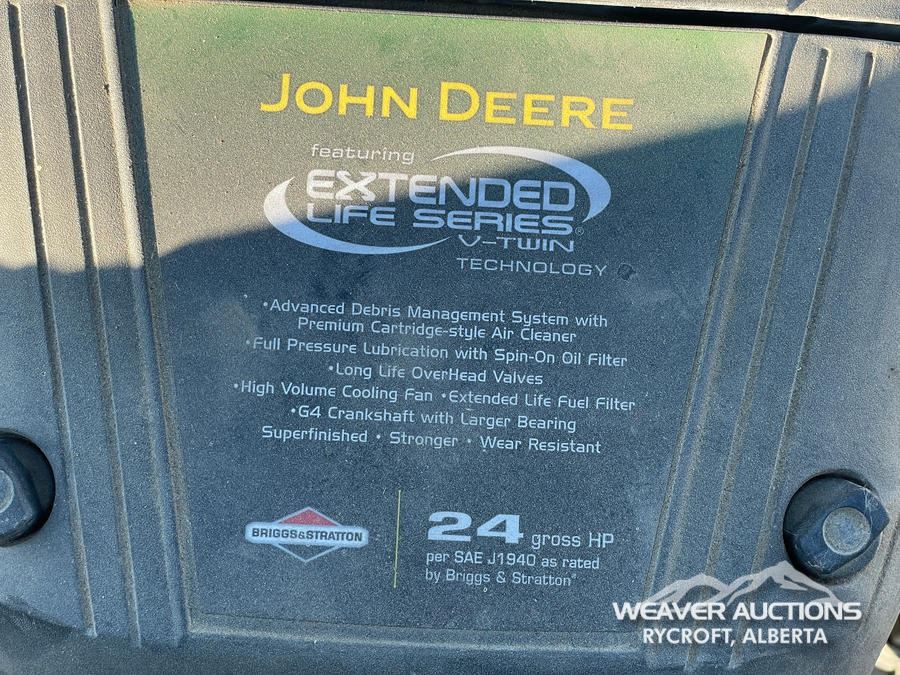 JOHN DEERE
featuring
EXTENDED
LIFE SERIES®
V-TWIN
TECHNOLOGY
•Advanced Debris Management System with
Premium Cartridge-style Air Cleaner
•Full Pressure Lubrication with Spin-On Oil Filter
•Long Life OverHead Valves
•High Volume Cooling Fan •Extended Life Fuel Filter
•G4 Crankshaft with Larger Bearing
Superfinished • Stronger • Wear Resistant
BRIGGS&STRATTON
24 gross HP
per SAE J1940 as rated
by Briggs & Stratton®
WEAVER AUCTIONS
RYCROFT, ALBERTA